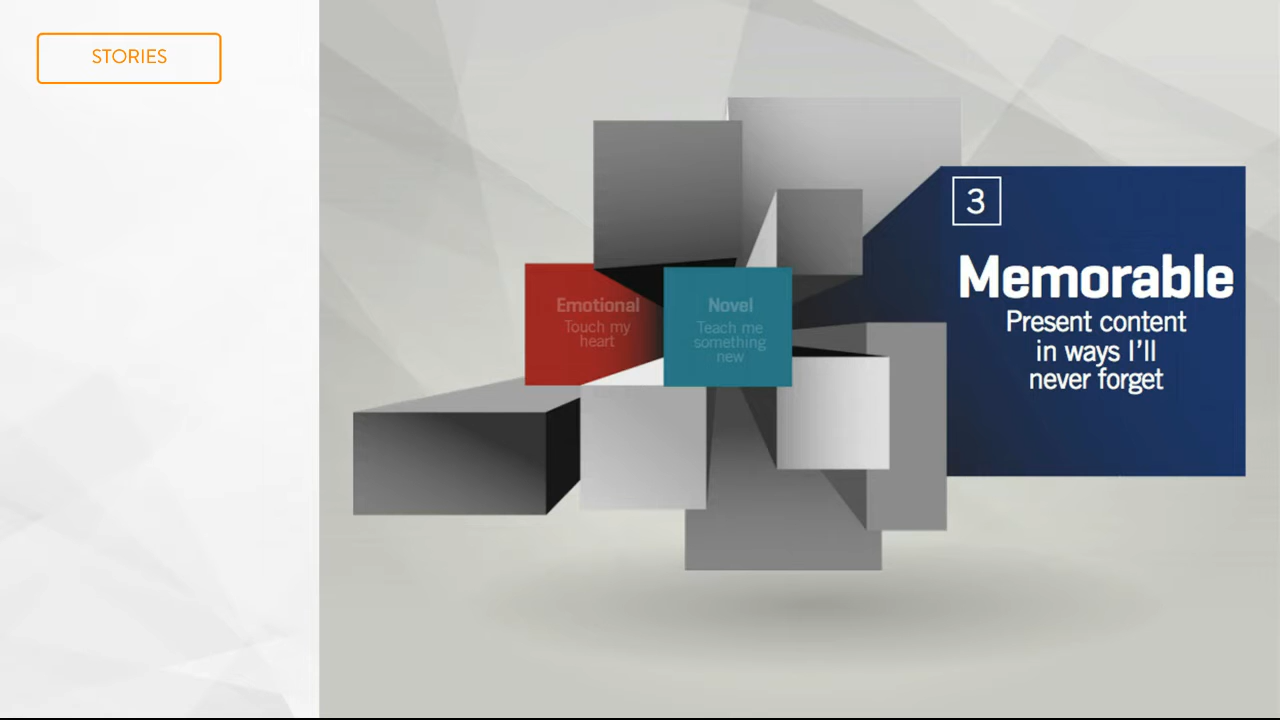 STORIES
Emotional
Touch my
heart
Novel
Teach me
something
new
3
Memorable
Present content
in ways I'll
never forget